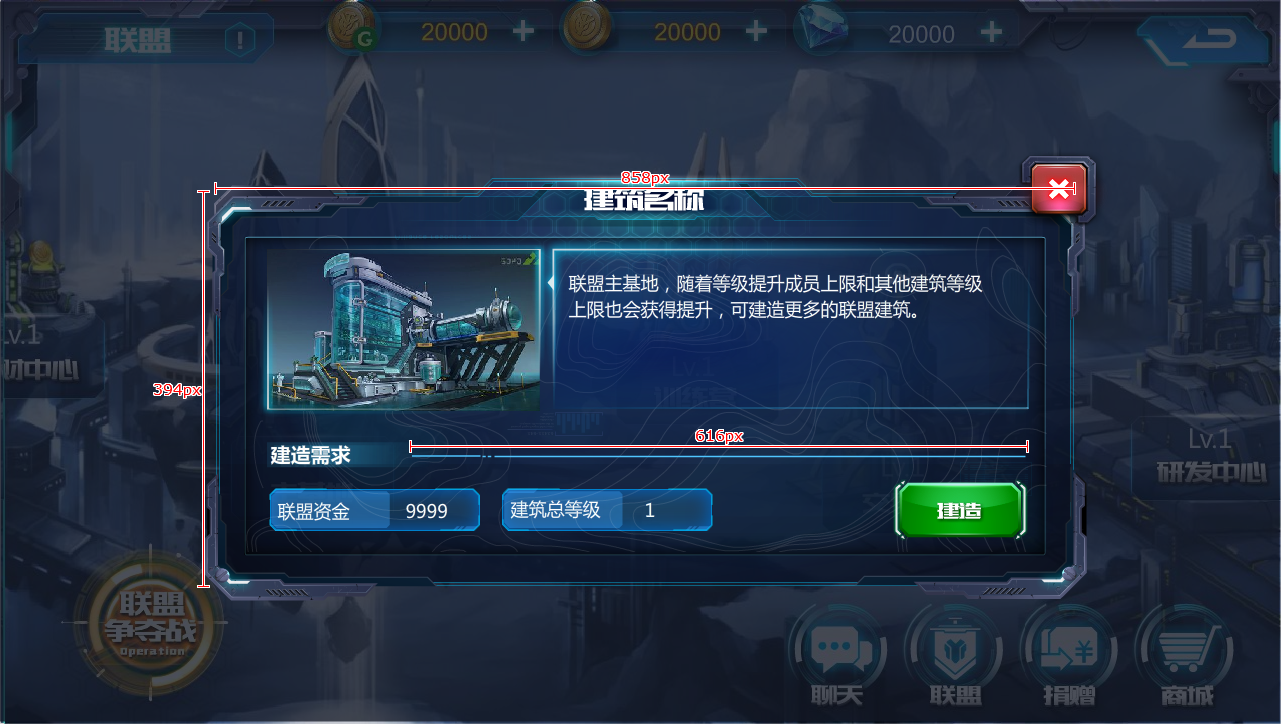 联盟
!
G
20000
20000
20000
858px
建筑名称
394px
联盟主基地，随着等级提升成员上限和其他建筑等级
上限也会获得提升，可建造更多的联盟建筑。
Lv.1
财中心
Lv.1
616px
建造需求
联盟资金 9999
建筑总等级 1
建造
Lv.1
研发中心
联盟
争夺战
Operation
聊天
联盟
捐赠
商城